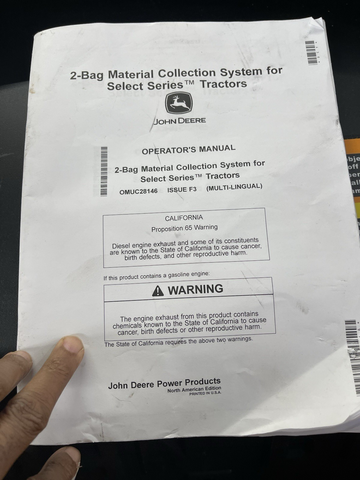 2-Bag Material Collection System for
Select Series™ Tractors
JOHN DEERE
OPERATOR'S MANUAL
2-Bag Material Collection System for
Select Series™ Tractors
OMUC28146 ISSUE F3 (MULTI-LINGUAL)
CALIFORNIA
Proposition 65 Warning
Diesel engine exhaust and some of its constituents
are known to the State of California to cause cancer,
birth defects, and other reproductive harm.
If this product contains a gasoline engine:
WARNING
The engine exhaust from this product contains
chemicals known to the State of California to cause
cancer, birth defects or other reproductive harm.
The State of California requires the above two warnings.
John Deere Power Products
North American Edition
PRINTED IN U.S.A.